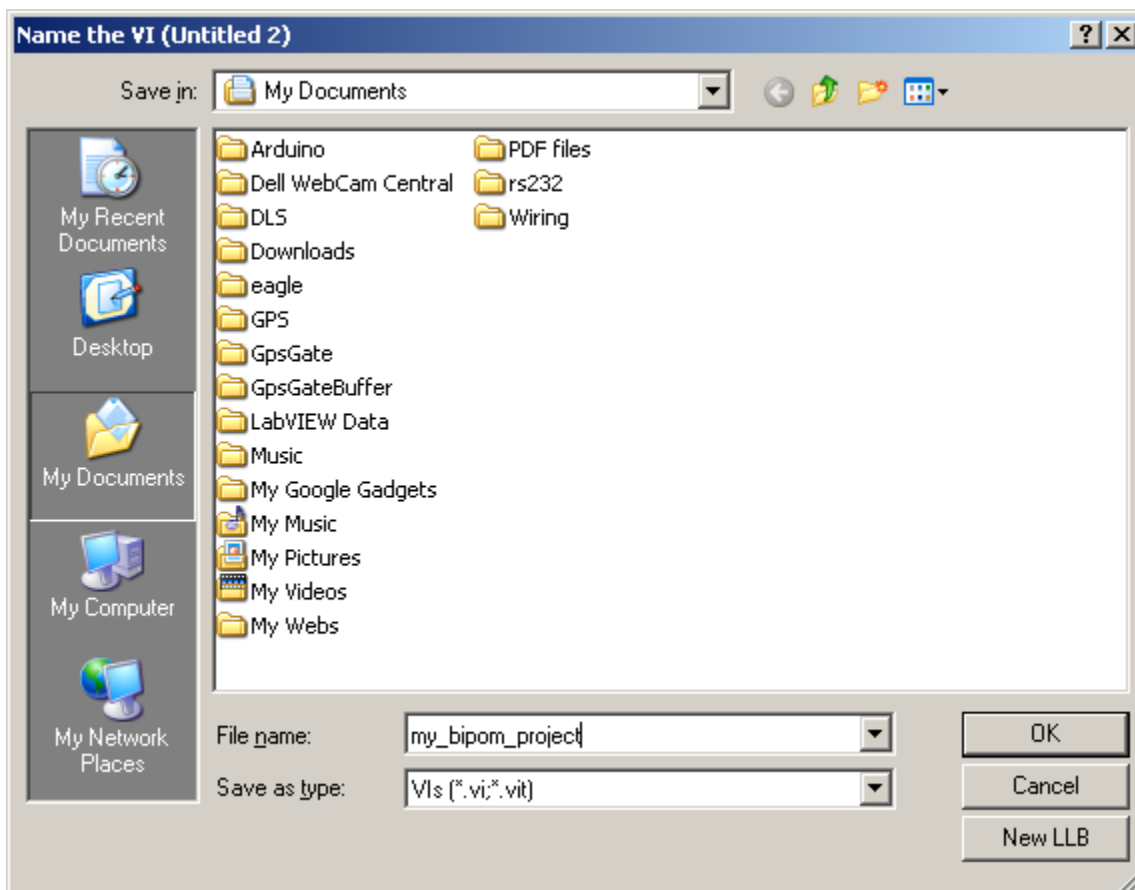 Name the VI (Untitled 2)
Save in:
My Documents
My Recent
Documents
Desktop
My Documents
My Computer
My Network
Places
Arduino
Dell WebCam Central
DLS
Downloads
eagle
GPS
GpsGate
GpsGateBuffer
LabVIEW Data
Music
My Google Gadgets
My Music
My Pictures
My Videos
My Webs
PDF files
rs232
Wiring
File name:
my_bipom_project
OK
Save as type:
VIs (*.vi;*.vit)
Cancel
New LLB